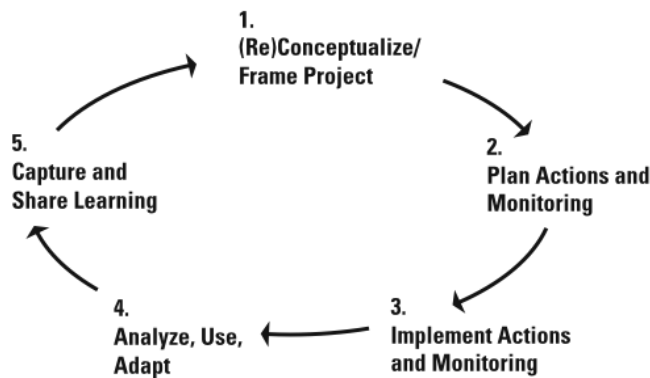 1.
(Re)Conceptualize/
Frame Project
2.
Plan Actions and
Monitoring
3.
Implement Actions
and Monitoring
4.
Analyze, Use,
Adapt
5.
Capture and
Share Learning